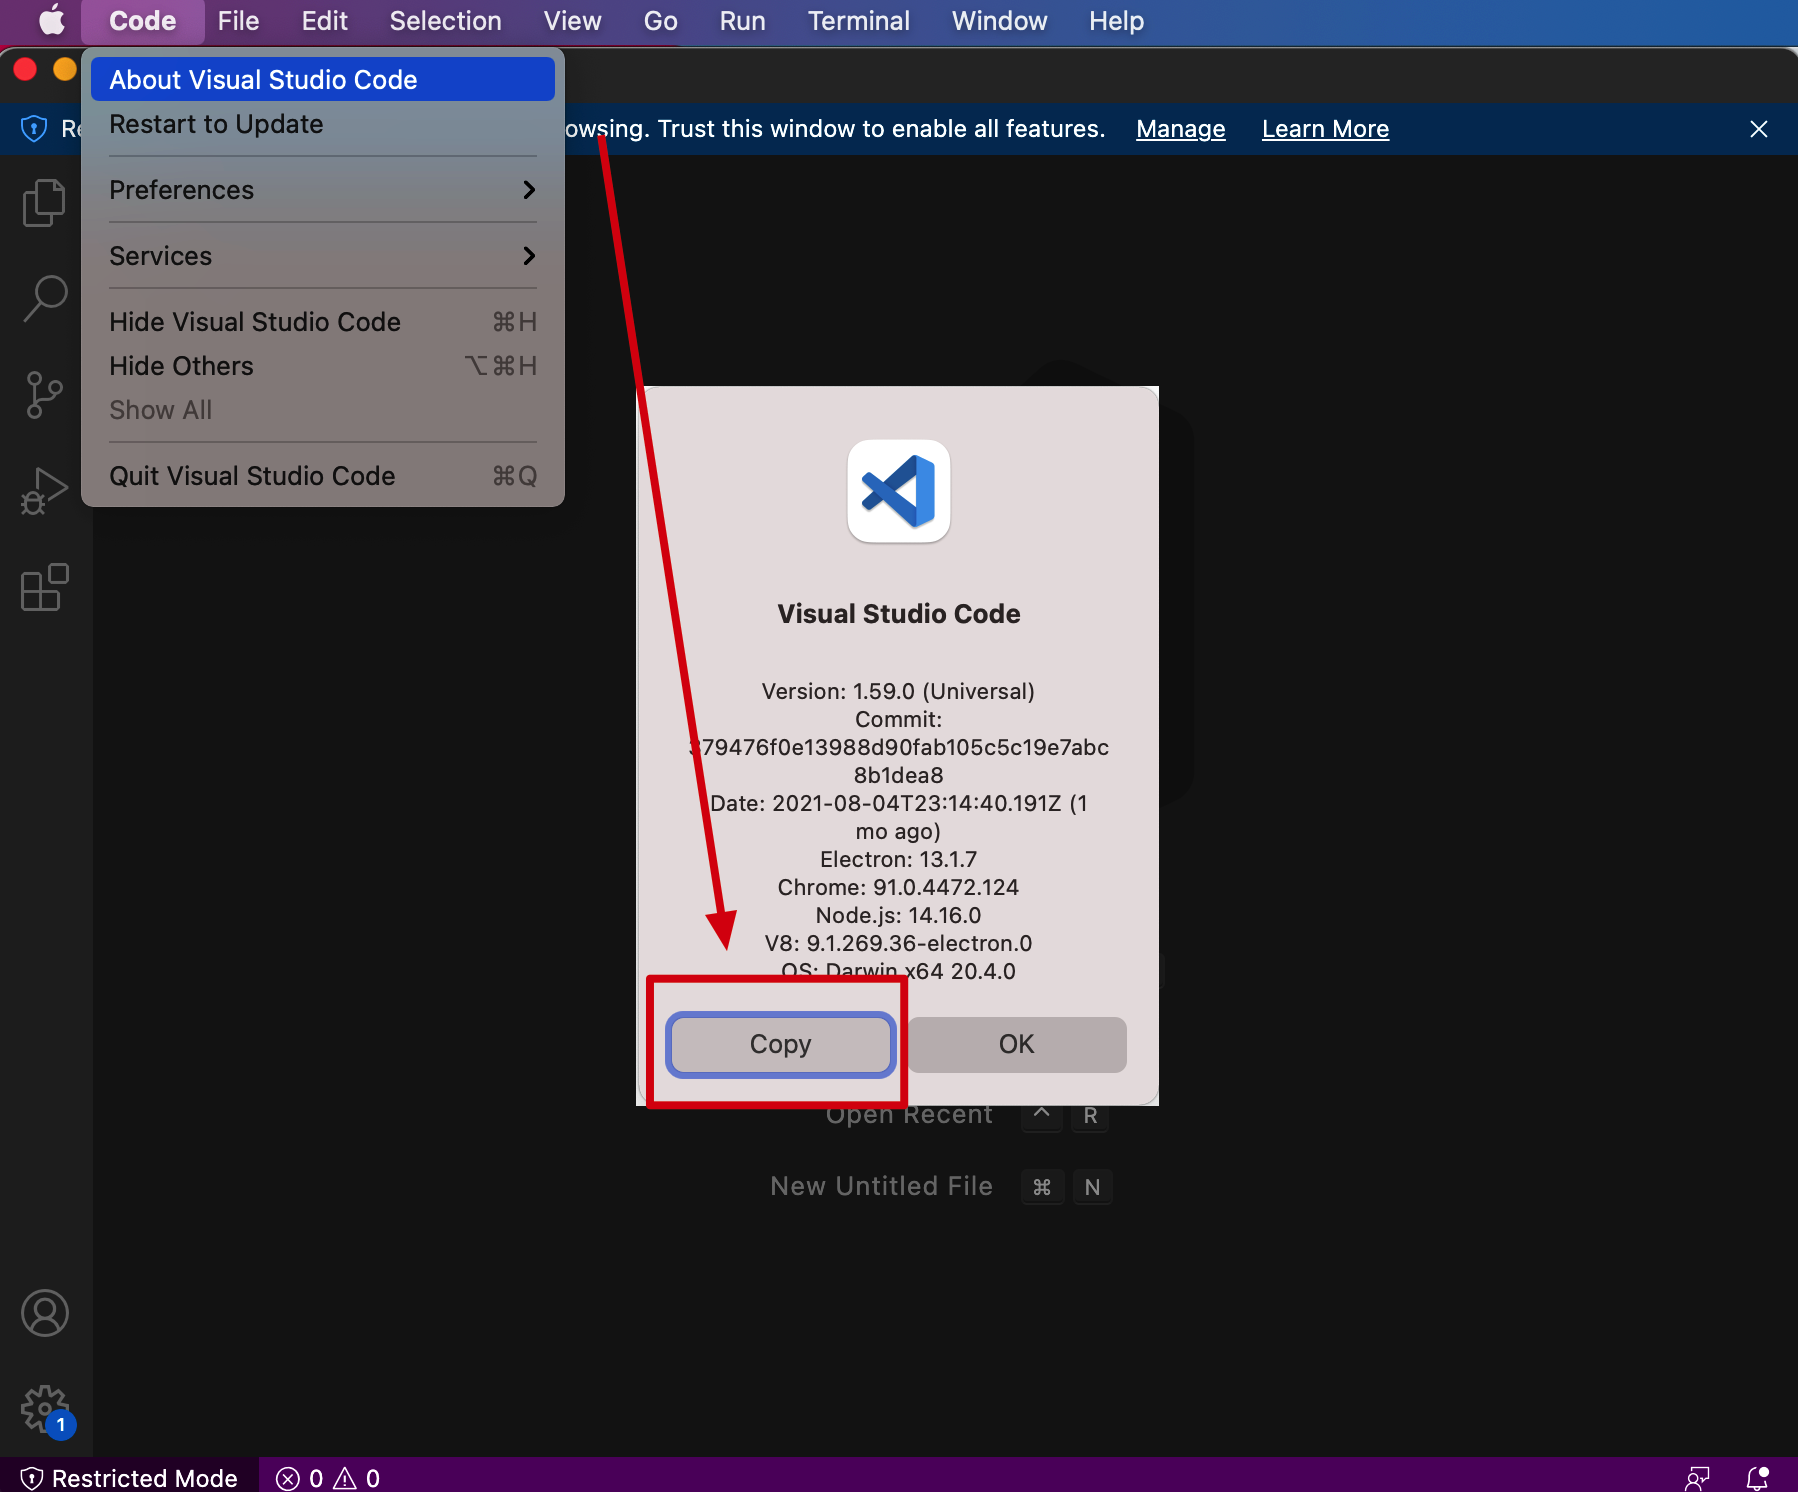 Code File Edit Selection View Go Run Terminal Window Help
About Visual Studio Code
Restart to Update
owsing. Trust this window to enable all features. Manage Learn More
Preferences
Services
Hide Visual Studio Code ⌘H
Hide Others ⌥⌘H
Show All
Quit Visual Studio Code ⌘Q
Visual Studio Code
Version: 1.59.0 (Universal)
Commit:
379476f0e13988d90fab105c5c19e7abc
8b1dea8
Date: 2021-08-04T23:14:40.191Z (1
mo ago)
Electron: 13.1.7
Chrome: 91.0.4472.124
Node.js: 14.16.0
V8: 9.1.269.36-electron.0
OS: Darwin x64 20.4.0
Copy OK
Open Recent ^ R
New Untitled File ⌘ N
1
Restricted Mode 0 0